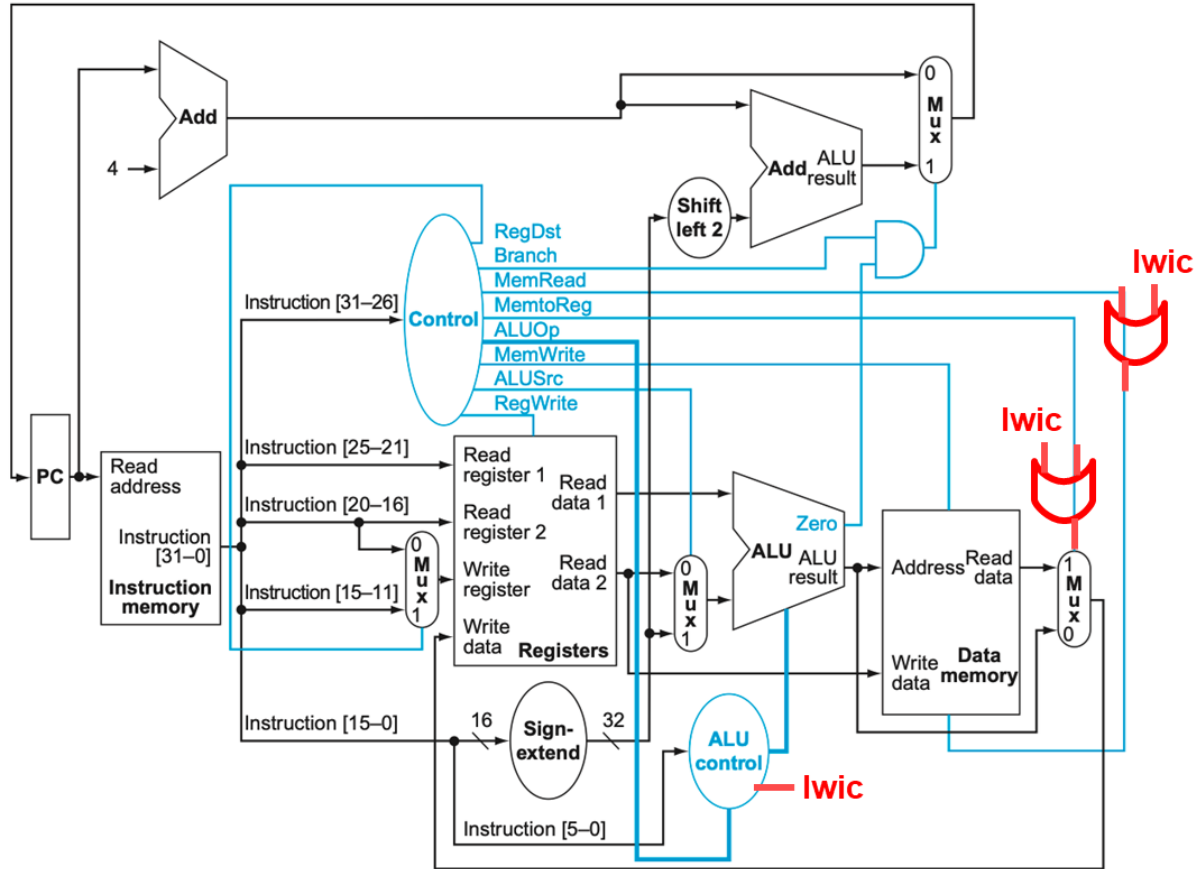 Add
4
0
Mux
1
Add
ALU
result
Shift
left 2
RegDst
Branch
MemRead
MemtoReg
ALUOp
MemWrite
ALUSrc
RegWrite
Control
lwic
lwic
Instruction [31–26]
Instruction [25–21]
Instruction [20–16]
Instruction [15–11]
Instruction [15–0]
PC
Read
address
Instruction
[31–0]
Instruction
memory
0
Mux
1
Read
register 1
Read
register 2
Write
register
Write
data
Read
data 1
Read
data 2
Registers
0
Mux
1
Zero
ALU
ALU
result
Address
Read
data
Write
data
Data
memory
1
Mux
0
16
Sign-
extend
32
ALU
control
lwic
Instruction [5–0]